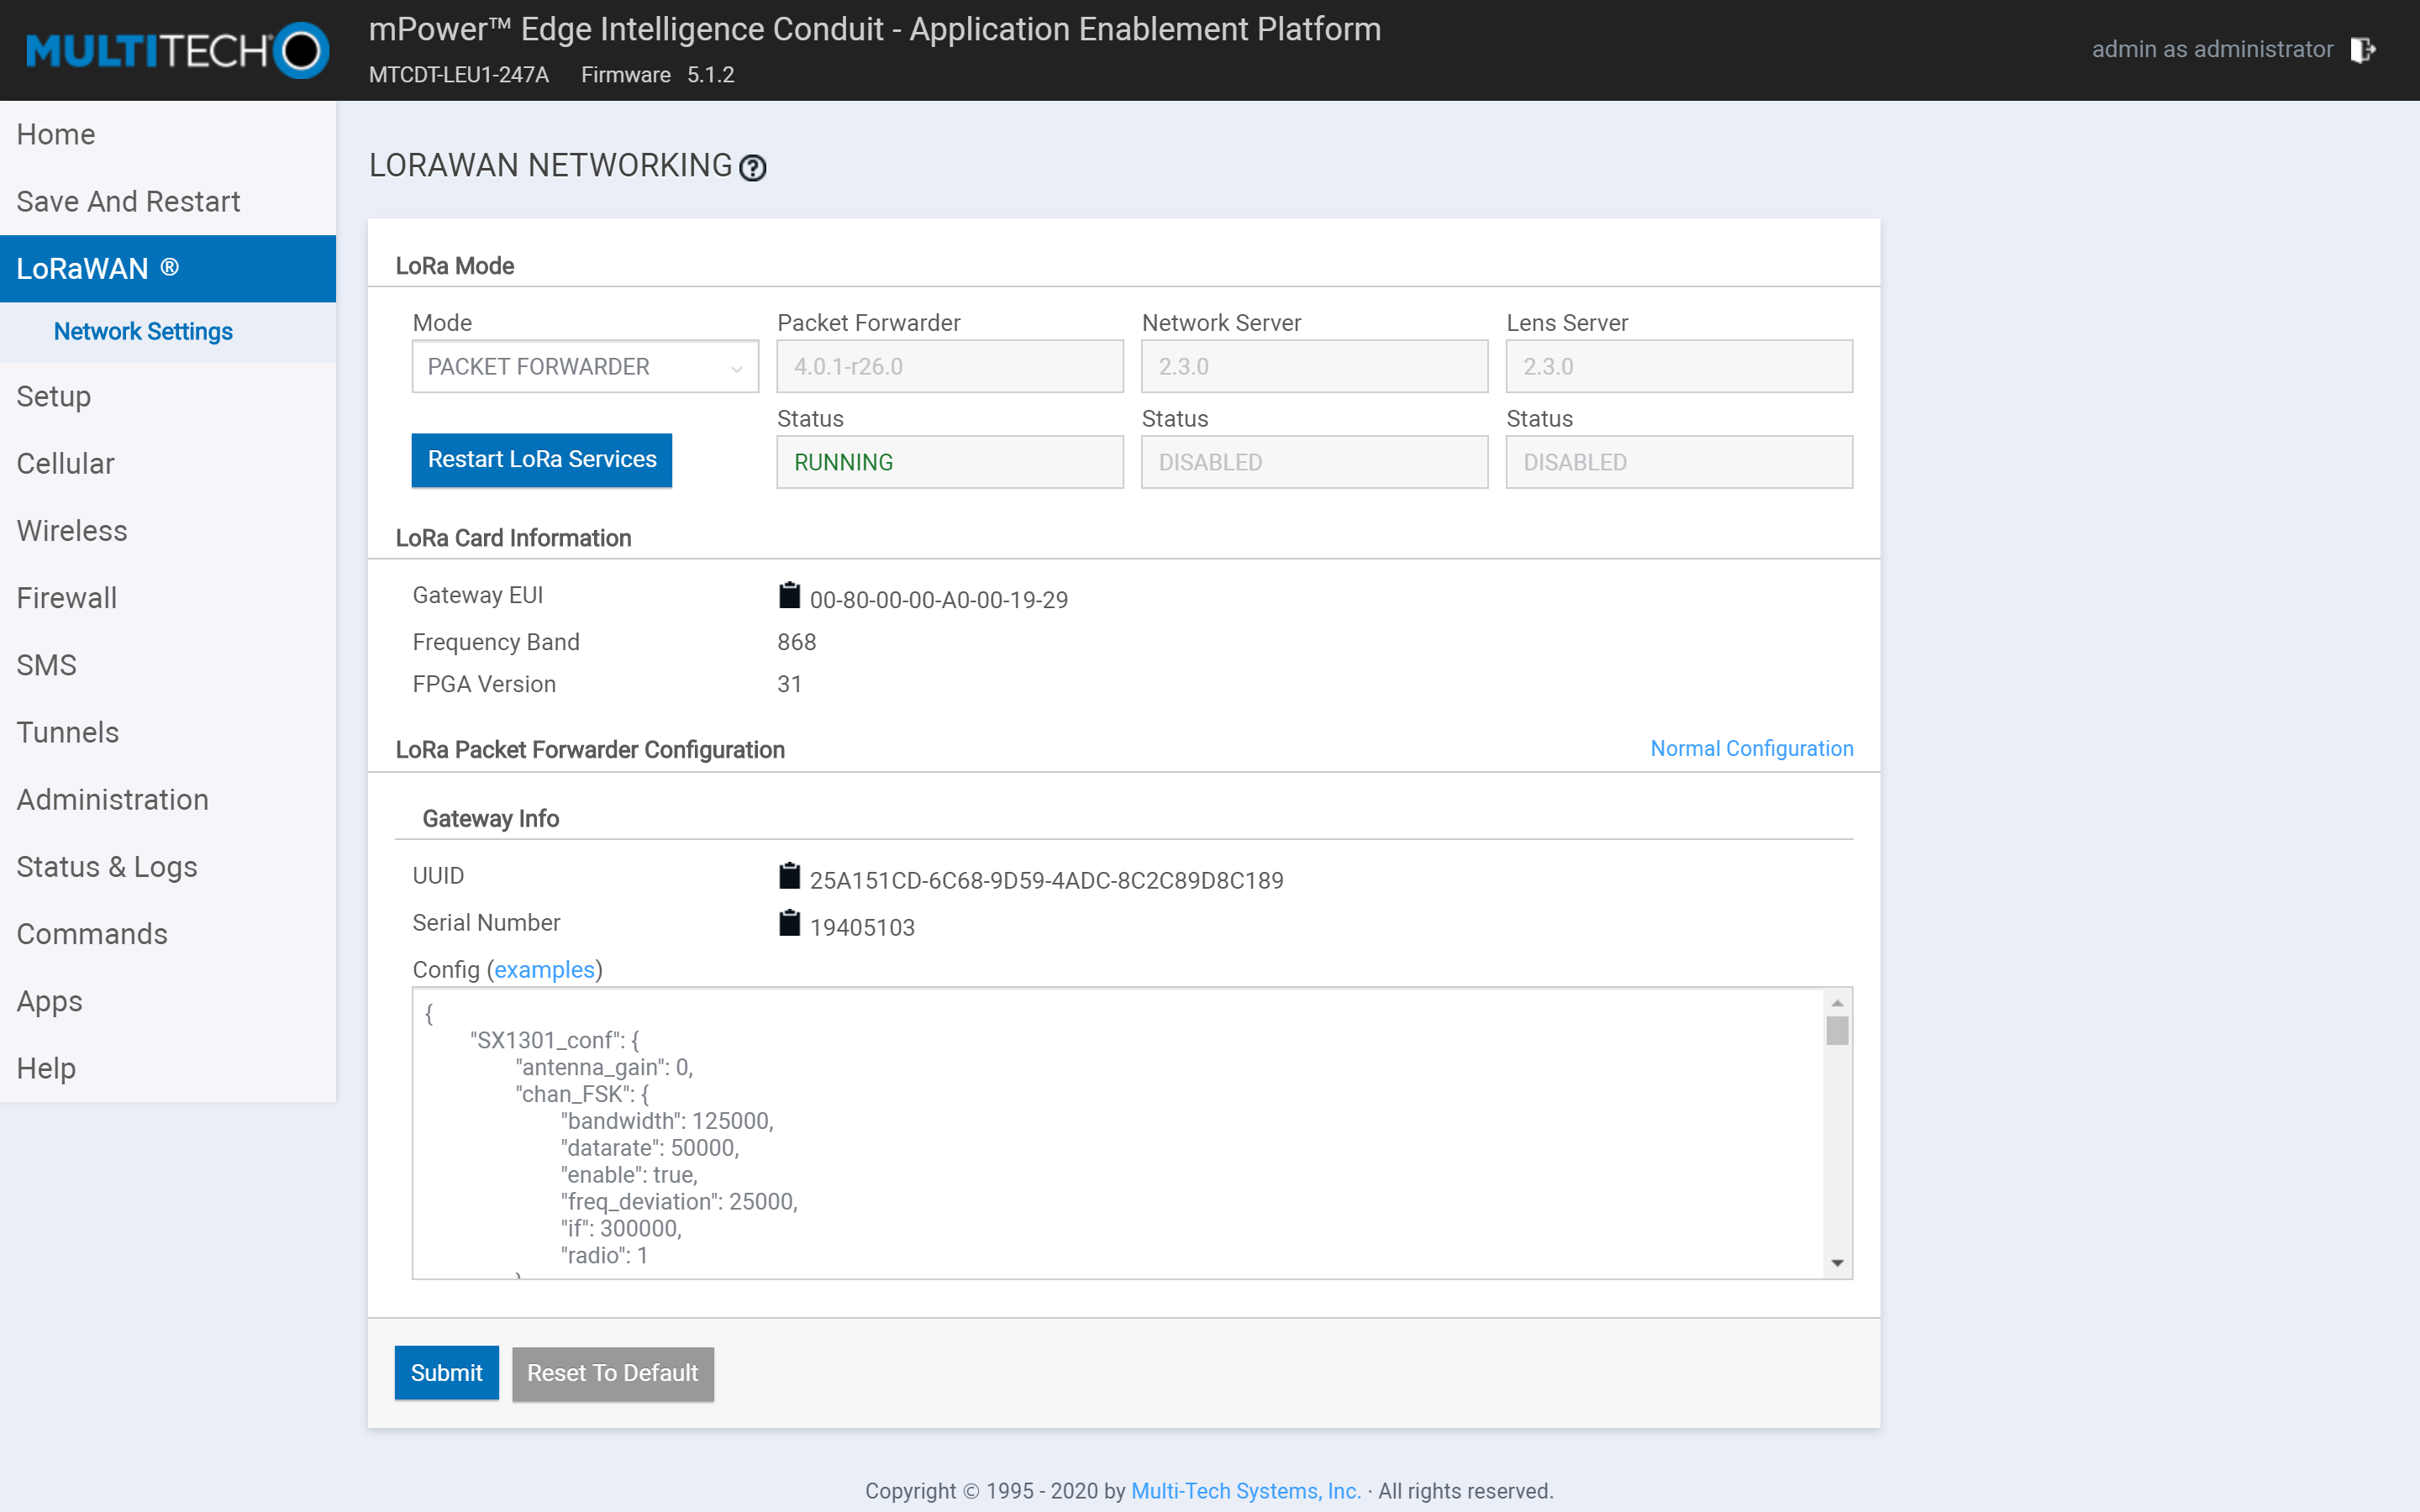 MULTITECH
mPower™ Edge Intelligence Conduit - Application Enablement Platform
MTCDT-LEU1-247A Firmware 5.1.2
admin as administrator
Home
Save And Restart
LoRaWAN ®
Network Settings
Setup
Cellular
Wireless
Firewall
SMS
Tunnels
Administration
Status & Logs
Commands
Apps
Help
LORAWAN NETWORKING
LoRa Mode
Mode Packet Forwarder Network Server Lens Server
PACKET FORWARDER 4.0.1-r26.0 2.3.0 2.3.0
Status Status Status
Restart LoRa Services RUNNING DISABLED DISABLED
LoRa Card Information
Gateway EUI 00-80-00-00-A0-00-19-29
Frequency Band 868
FPGA Version 31
LoRa Packet Forwarder Configuration Normal Configuration
Gateway Info
UUID 25A151CD-6C68-9D59-4ADC-8C2C89D8C189
Serial Number 19405103
Config (examples)
{
"SX1301_conf": {
"antenna_gain": 0,
"chan_FSK": {
"bandwidth": 125000,
"datarate": 50000,
"enable": true,
"freq_deviation": 25000,
"if": 300000,
"radio": 1
Submit Reset To Default
Copyright © 1995 - 2020 by Multi-Tech Systems, Inc. · All rights reserved.